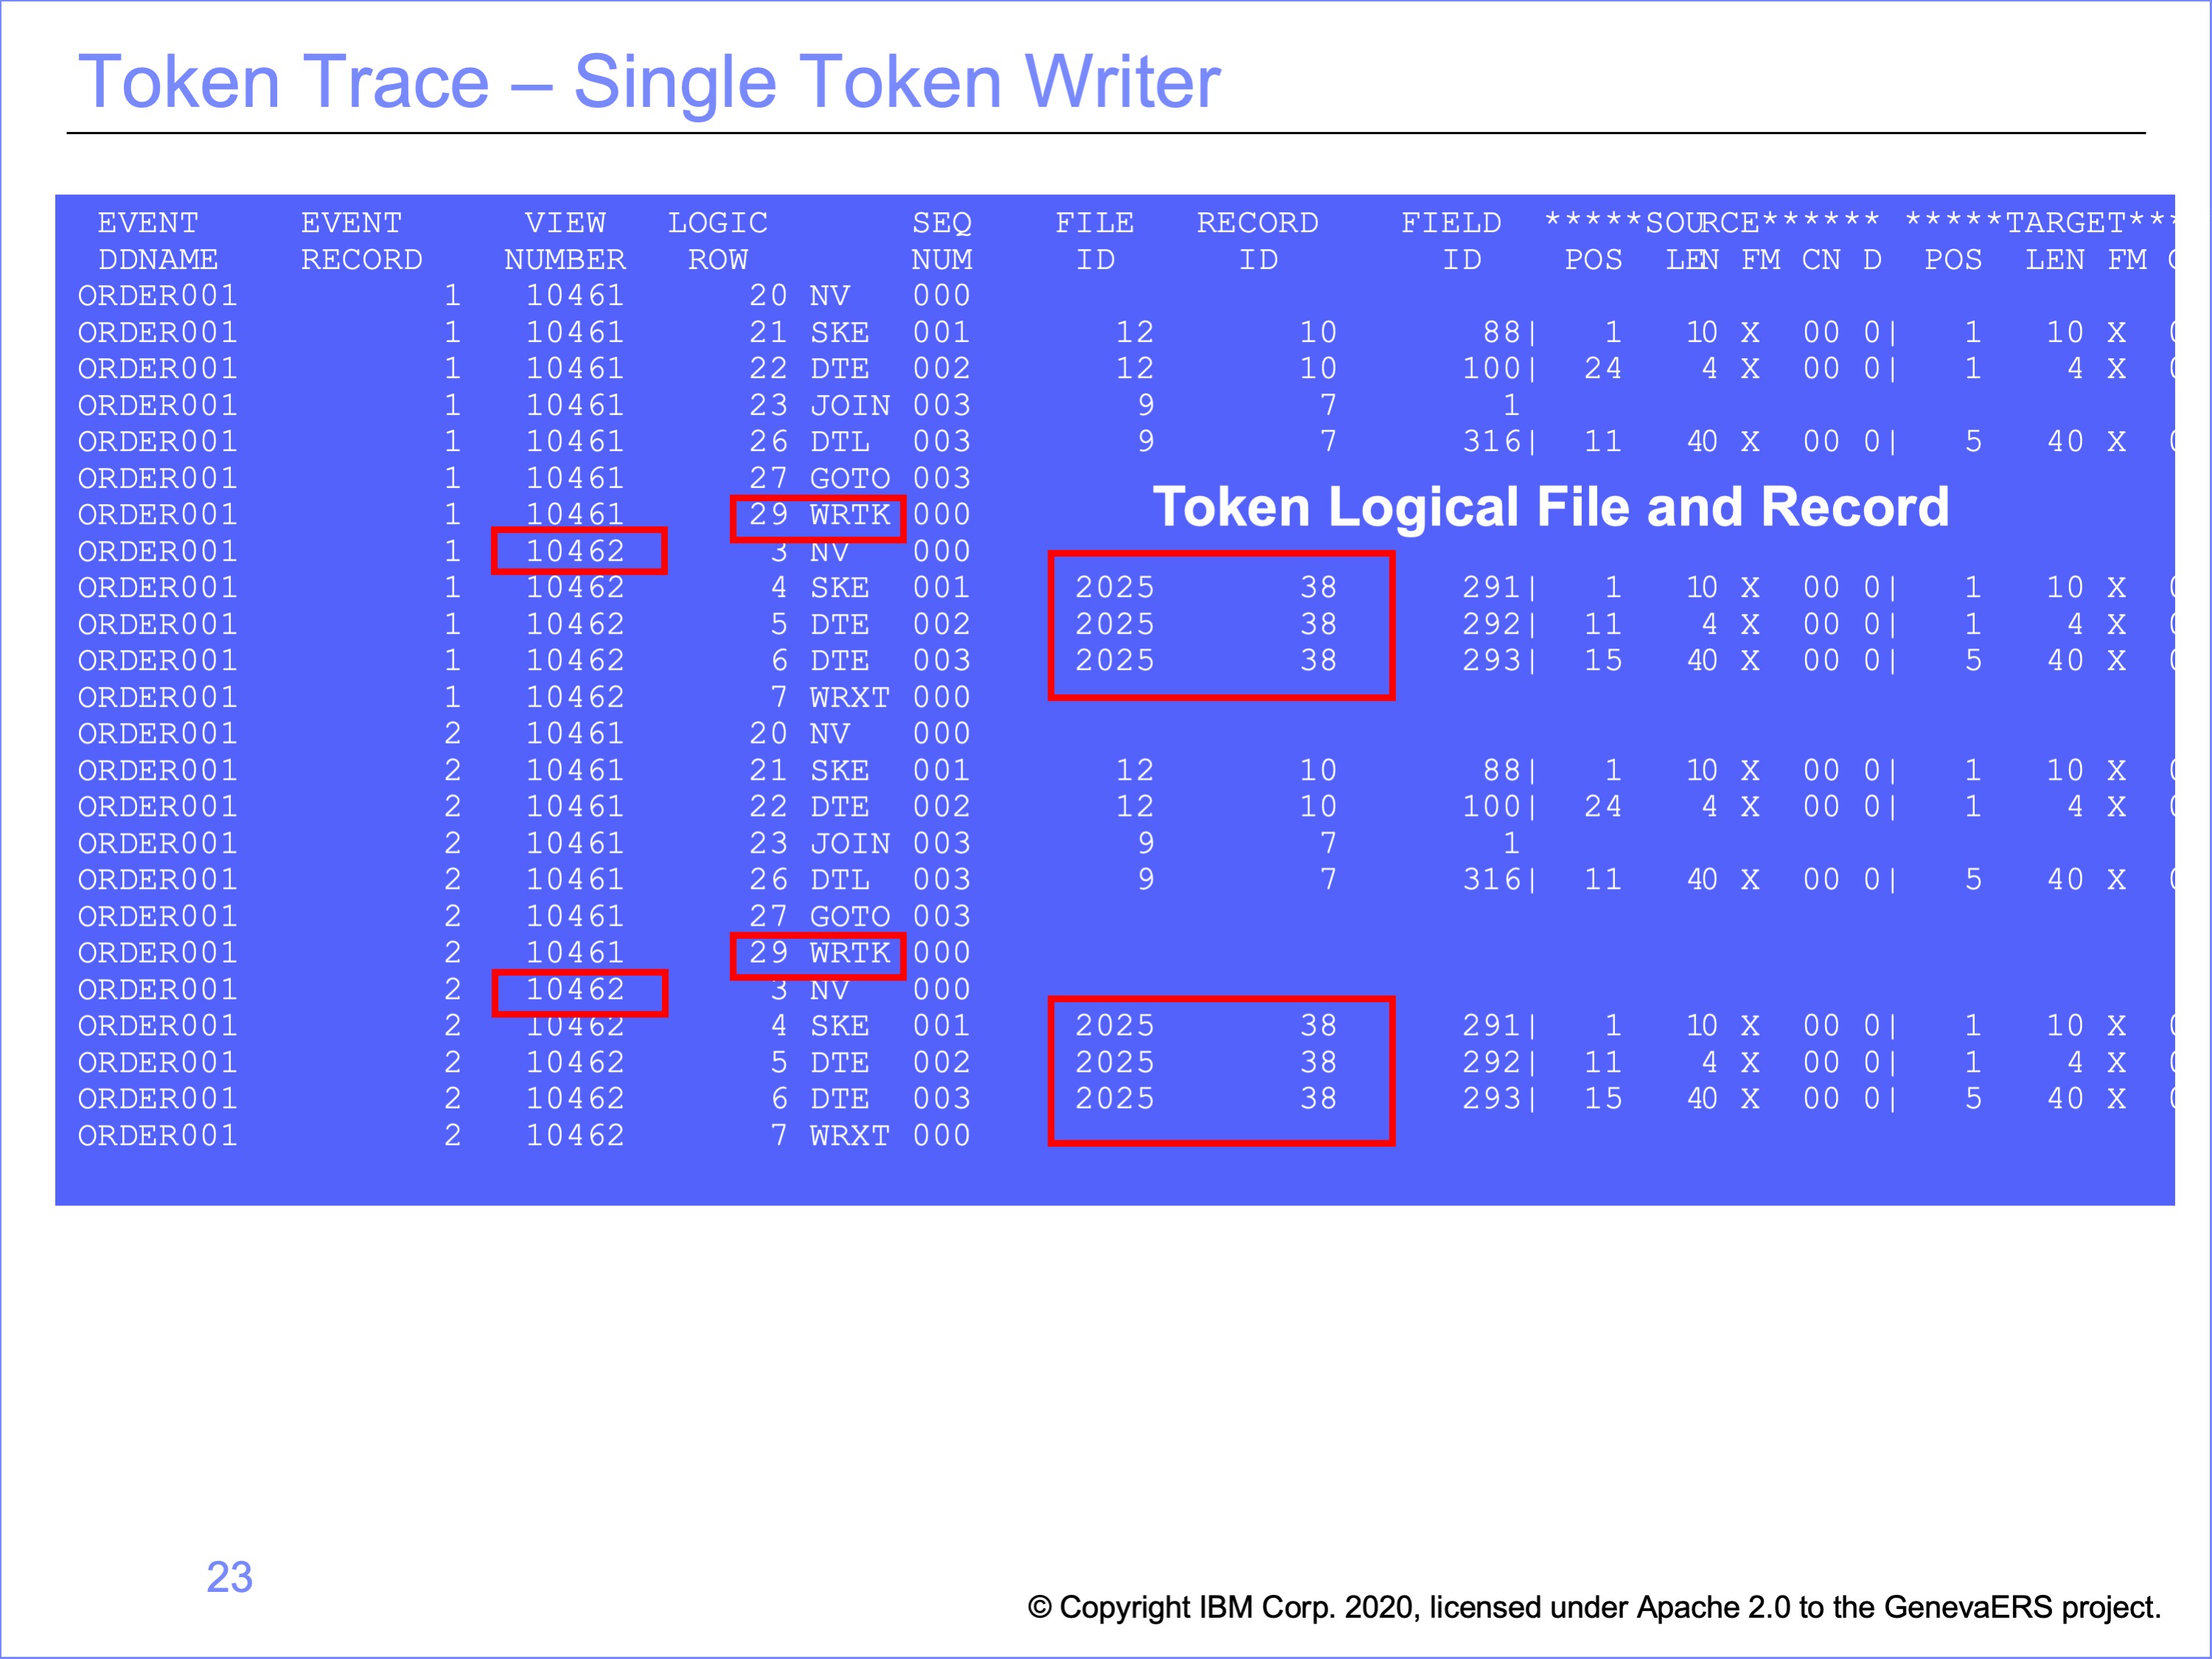 Token Trace – Single Token Writer
EVENT EVENT VIEW LOGIC SEQ FILE RECORD FIELD *****SOURCE****** *****TARGET***
DDNAME RECORD NUMBER ROW NUM ID ID ID POS LEN FM CN D POS LEN FM
ORDER001 1 10461 20 NV 000
ORDER001 1 10461 21 SKE 001 12 10 88| 1 10 X 00 0| 1 10 X
ORDER001 1 10461 22 DTE 002 12 10 100| 24 4 X 00 0| 1 4 X
ORDER001 1 10461 23 JOIN 003 9 7 1
ORDER001 1 10461 26 DTL 003 9 7 316| 11 40 X 00 0| 5 40 X
ORDER001 1 10461 27 GOTO 003
Token Logical File and Record
ORDER001 1 10461 29 WRTK 000
ORDER001 1 10462 3 NV 000
ORDER001 1 10462 4 SKE 001 2025 38 291| 1 10 X 00 0| 1 10 X
ORDER001 1 10462 5 DTE 002 2025 38 292| 11 4 X 00 0| 1 4 X
ORDER001 1 10462 6 DTE 003 2025 38 293| 15 40 X 00 0| 5 40 X
ORDER001 1 10462 7 WRXT 000
ORDER001 2 10461 20 NV 000
ORDER001 2 10461 21 SKE 001 12 10 88| 1 10 X 00 0| 1 10 X
ORDER001 2 10461 22 DTE 002 12 10 100| 24 4 X 00 0| 1 4 X
ORDER001 2 10461 23 JOIN 003 9 7 1
ORDER001 2 10461 26 DTL 003 9 7 316| 11 40 X 00 0| 5 40 X
ORDER001 2 10461 27 GOTO 003
ORDER001 2 10461 29 WRTK 000
ORDER001 2 10462 3 NV 000
ORDER001 2 10462 4 SKE 001 2025 38 291| 1 10 X 00 0| 1 10 X
ORDER001 2 10462 5 DTE 002 2025 38 292| 11 4 X 00 0| 1 4 X
ORDER001 2 10462 6 DTE 003 2025 38 293| 15 40 X 00 0| 5 40 X
ORDER001 2 10462 7 WRXT 000
23
© Copyright IBM Corp. 2020, licensed under Apache 2.0 to the GenevaERS project.